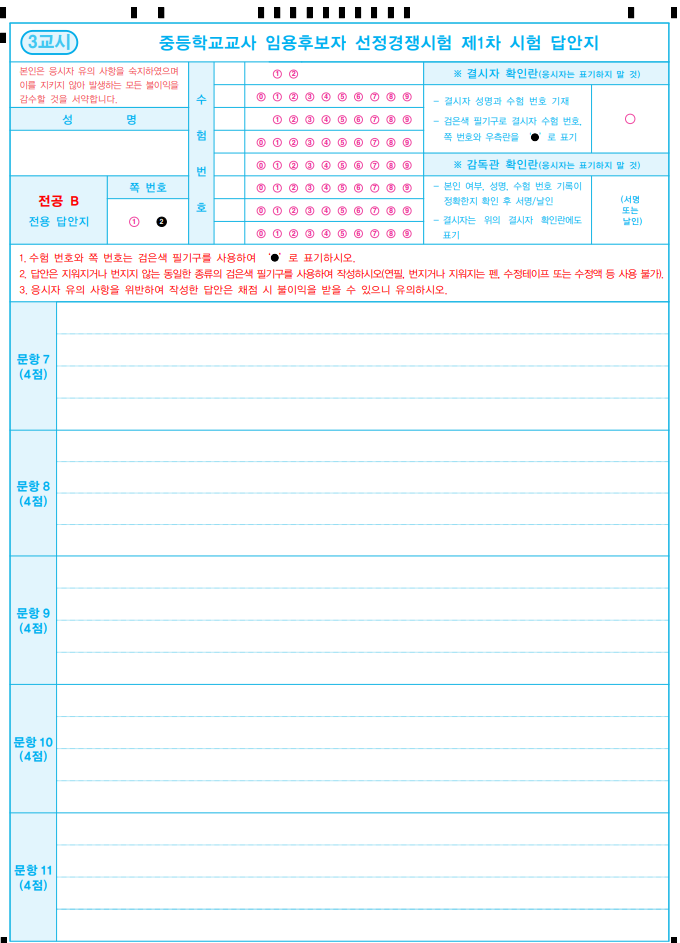 3교시
중등학교교사 임용후보자 선정경쟁시험 제1차 시험 답안지
본인은 응시자 유의 사항을 숙지하였으며
이를 지키지 않아 발생하는 모든 불이익을
감수할 것을 서약합니다.
성 명
전공 B
전용 답안지
쪽 번호
① ❷
수
험
번
호
① ②
⓪ ① ② ③ ④ ⑤ ⑥ ⑦ ⑧ ⑨
① ② ③ ④ ⑤ ⑥ ⑦ ⑧ ⑨
⓪ ① ② ③ ④ ⑤ ⑥ ⑦ ⑧ ⑨
⓪ ① ② ③ ④ ⑤ ⑥ ⑦ ⑧ ⑨
⓪ ① ② ③ ④ ⑤ ⑥ ⑦ ⑧ ⑨
⓪ ① ② ③ ④ ⑤ ⑥ ⑦ ⑧ ⑨
⓪ ① ② ③ ④ ⑤ ⑥ ⑦ ⑧ ⑨
※ 결시자 확인란(응시자는 표기하지 말 것)
- 결시자 성명과 수험 번호 기재
- 검은색 필기구로 결시자 수험 번호,
쪽 번호와 우측란을 '●' 로 표기
○
※ 감독관 확인란(응시자는 표기하지 말 것)
- 본인 여부, 성명, 수험 번호 기록이
정확한지 확인 후 서명/날인
- 결시자는 위의 결시자 확인란에도
표기
(서명
또는
날인)
1. 수험 번호와 쪽 번호는 검은색 필기구를 사용하여 '●' 로 표기하시오.
2. 답안은 지워지거나 번지지 않는 동일한 종류의 검은색 필기구를 사용하여 작성하시오(연필, 번지거나 지워지는 펜, 수정테이프 또는 수정액 등 사용 불가).
3. 응시자 유의 사항을 위반하여 작성한 답안은 채점 시 불이익을 받을 수 있으니 유의하시오.
문항 7
(4점)
문항 8
(4점)
문항 9
(4점)
문항 10
(4점)
문항 11
(4점)